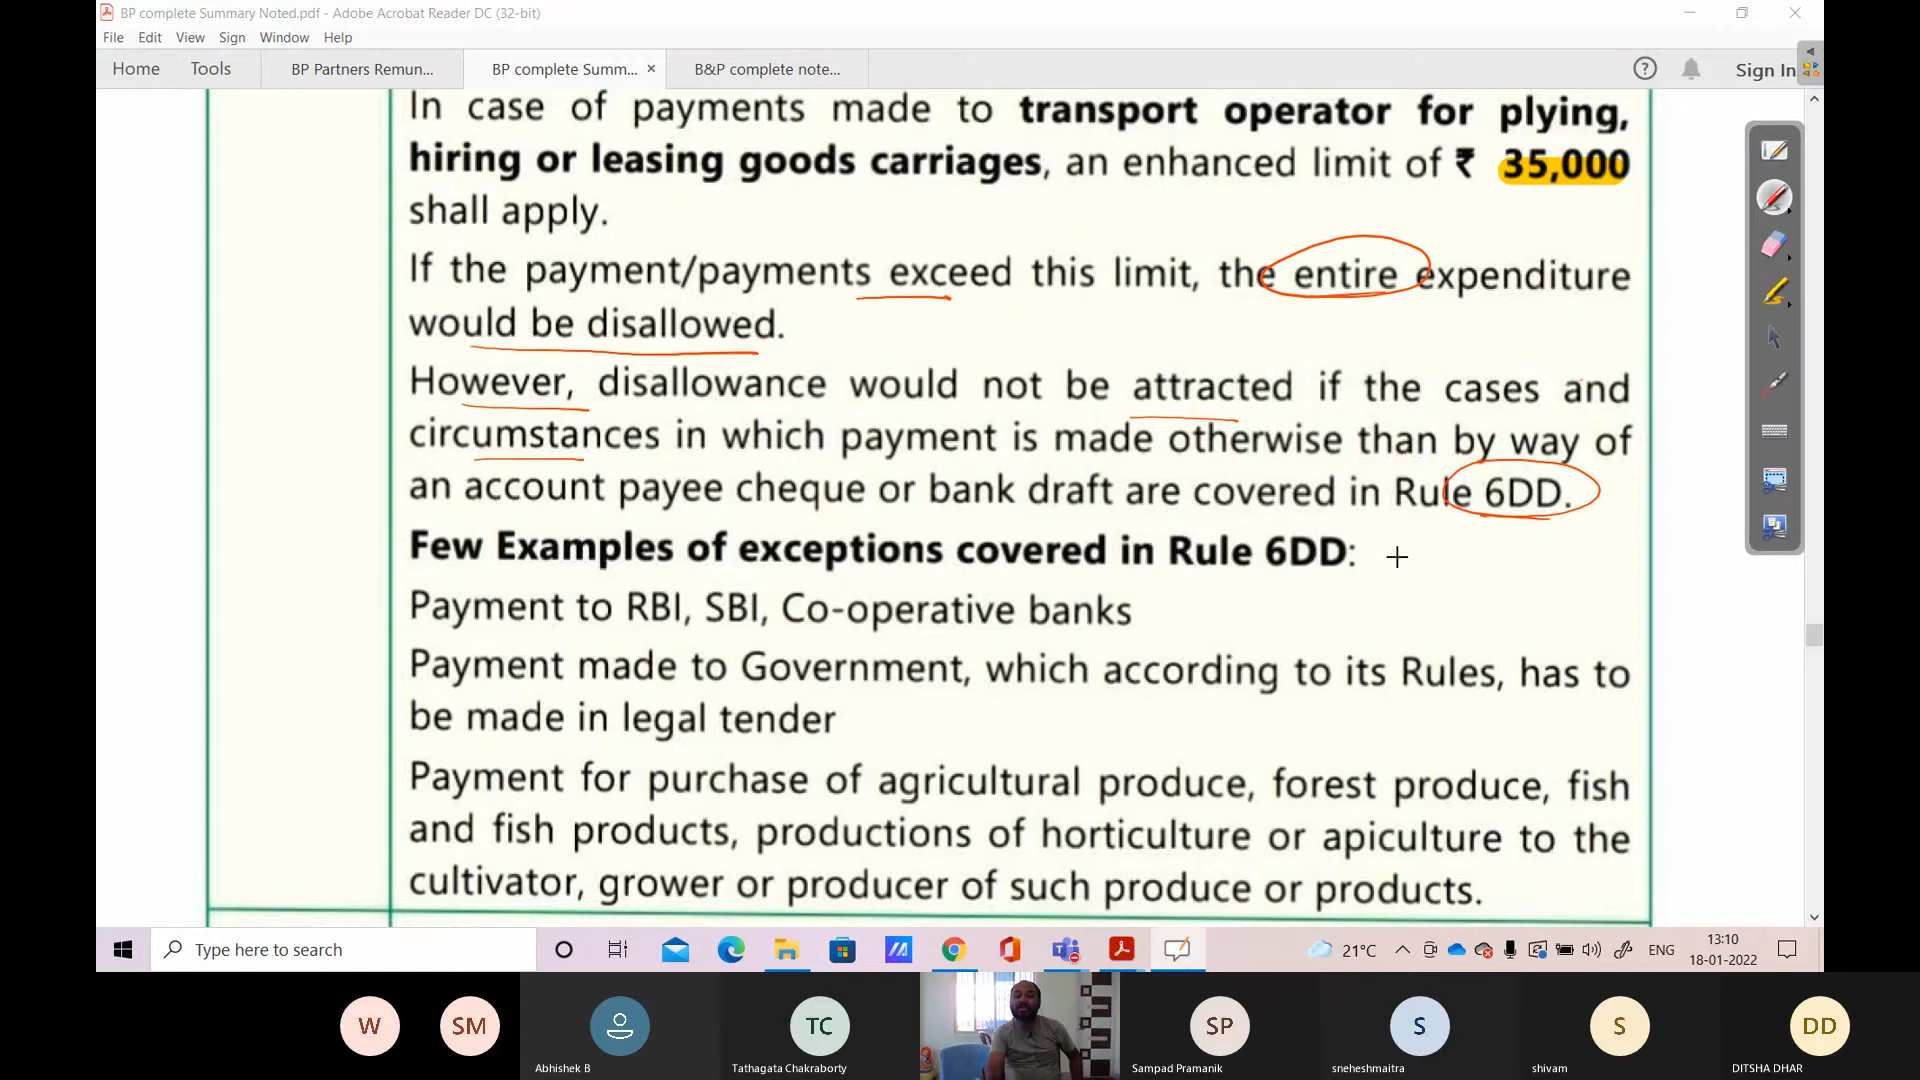 BP complete Summary Noted.pdf - Adobe Acrobat Reader DC (32-bit)
File Edit View Sign Window Help
Home Tools BP Partners Remun... BP complete Summ... × B&P complete note... Sign In
In case of payments made to transport operator for plying,
hiring or leasing goods carriages, an enhanced limit of ₹ 35,000
shall apply.
If the payment/payments exceed this limit, the entire expenditure
would be disallowed.
However, disallowance would not be attracted if the cases and
circumstances in which payment is made otherwise than by way of
an account payee cheque or bank draft are covered in Rule 6DD.
Few Examples of exceptions covered in Rule 6DD:
Payment to RBI, SBI, Co-operative banks
Payment made to Government, which according to its Rules, has to
be made in legal tender
Payment for purchase of agricultural produce, forest produce, fish
and fish products, productions of horticulture or apiculture to the
cultivator, grower or producer of such produce or products.
Type here to search 21°C ENG 13:10
18-01-2022
W SM TC SP S S DD
Abhishek B Tathagata Chakraborty Sampad Pramanik sneheshmaitra shivam DITSHA DHAR